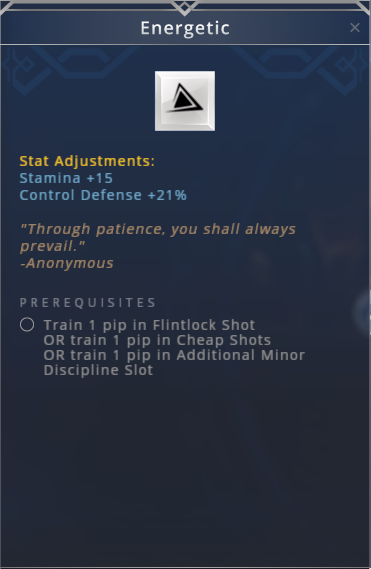 Energetic
Stat Adjustments:
Stamina +15
Control Defense +21%
"Through patience, you shall always
prevail."
-Anonymous
PREREQUISITES
Train 1 pip in Flintlock Shot
OR train 1 pip in Cheap Shots
OR train 1 pip in Additional Minor
Discipline Slot